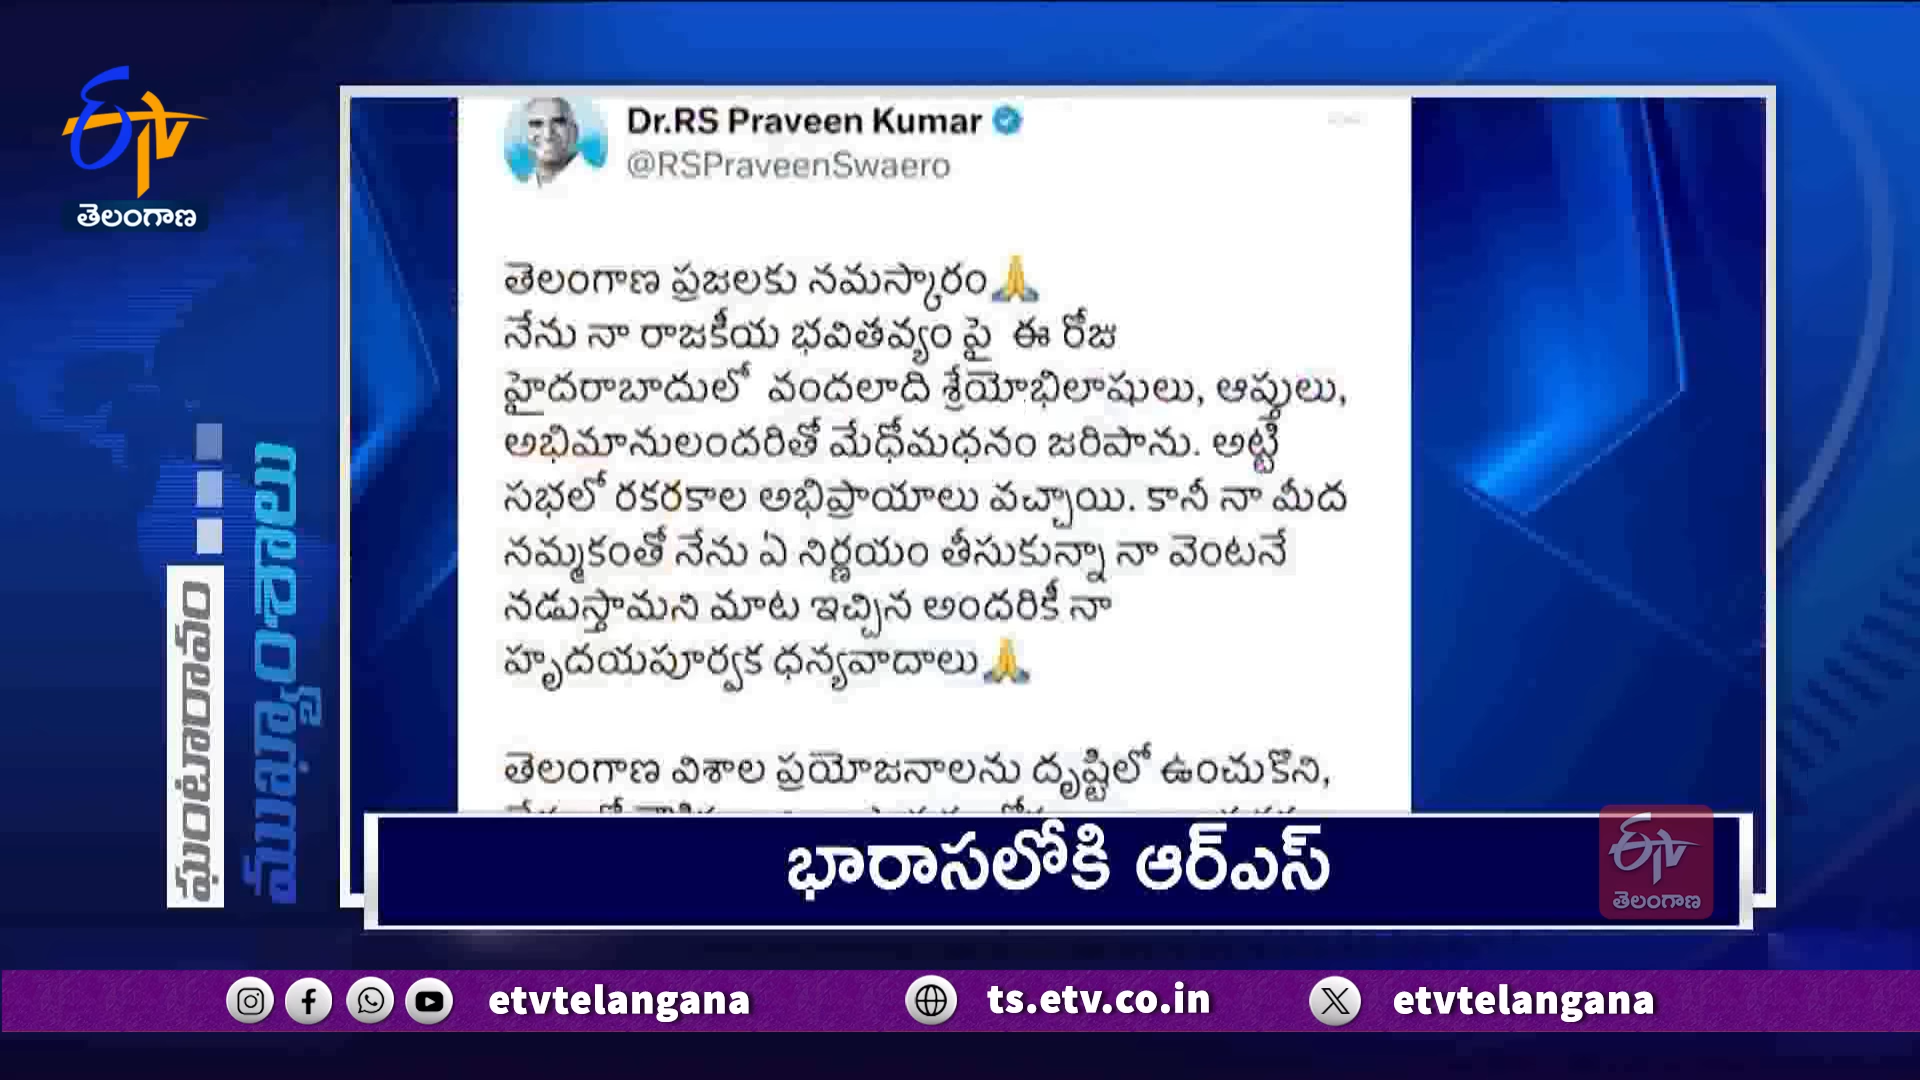 ETV
తెలంగాణ
Dr.RS Praveen Kumar
@RSPraveenSwaero
తెలంగాణ ప్రజలకు నమస్కారం🙏
నేను నా రాజకీయ భవితవ్యం పై ఈ రోజు
హైదరాబాదులో వందలాది శ్రేయోభిలాషులు, ఆప్తులు,
అభిమానులందరితో మేధోమధనం జరిపాను. అట్టి
సభలో రకరకాల అభిప్రాయాలు వచ్చాయి. కానీ నా మీద
నమ్మకంతో నేను ఏ నిర్ణయం తీసుకున్నా నా వెంటనే
నడుస్తామని మాట ఇచ్చిన అందరికీ నా
హృదయపూర్వక ధన్యవాదాలు🙏
తెలంగాణ విశాల ప్రయోజనాలను దృష్టిలో ఉంచుకొని,
ఘంటారావం
ముఖ్యాంశాలు
భారాసలోకి ఆర్ఎస్
ETV
తెలంగాణ
etvtelangana
ts.etv.co.in
etvtelangana